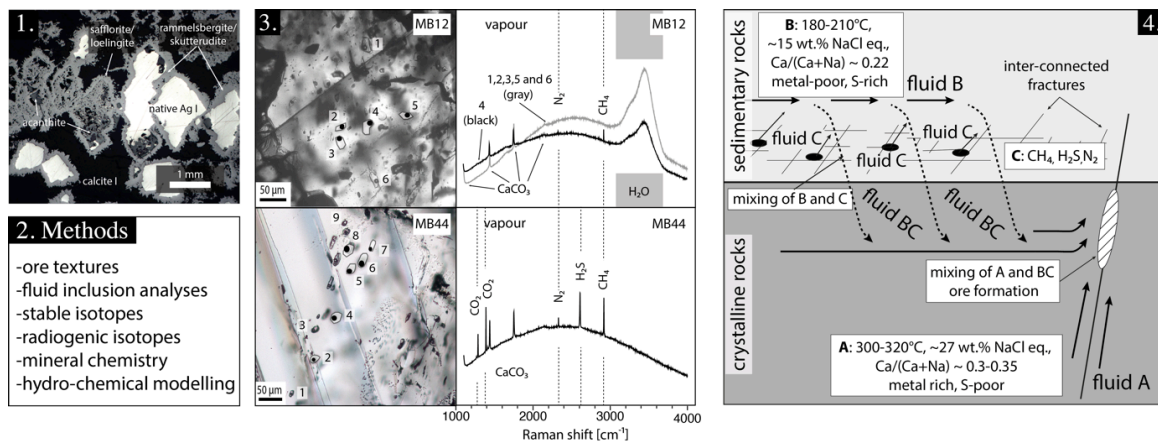 1.
safflorite/
loelingite
rammelsbergite/
skutterudite
native Ag I
acanthite
calcite I
1 mm
2. Methods
-ore textures
-fluid inclusion analyses
-stable isotopes
-radiogenic isotopes
-mineral chemistry
-hydro-chemical modelling
3.
MB12
1
2
3
4
5
6
50 µm
vapour
MB12
1,2,3,5 and 6
(gray)
4
(black)
N₂
CH₄
CaCO₃
H₂O
MB44
9
8
7
6
5
4
3
2
1
50 µm
vapour
MB44
CO₂
CO₂
N₂
H₂S
CH₄
CaCO₃
1000
2000
3000
4000
Raman shift [cm⁻¹]
4.
sedimentary rocks
B: 180-210°C,
~15 wt.% NaCl eq.,
Ca/(Ca+Na) ~ 0.22
metal-poor, S-rich
fluid B
inter-connected
fractures
fluid C
fluid C
fluid C
C: CH₄, H₂S, N₂
mixing of B and C
crystalline rocks
fluid BC
fluid BC
mixing of A and BC
ore formation
A: 300-320°C, ~27 wt.% NaCl eq.,
Ca/(Ca+Na) ~ 0.3-0.35
metal rich, S-poor
fluid A